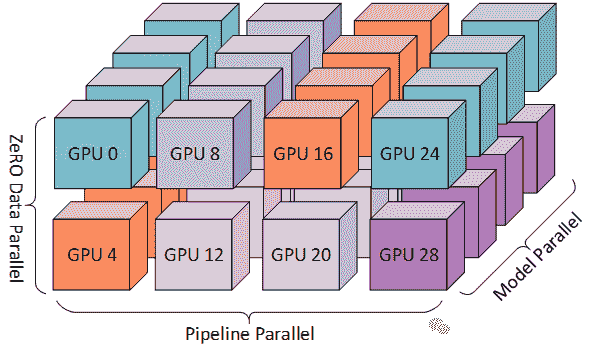 GPU 0
GPU 8
GPU 16
GPU 24
GPU 4
GPU 12
GPU 20
GPU 28
ZeRO Data Parallel
Pipeline Parallel
Model Parallel